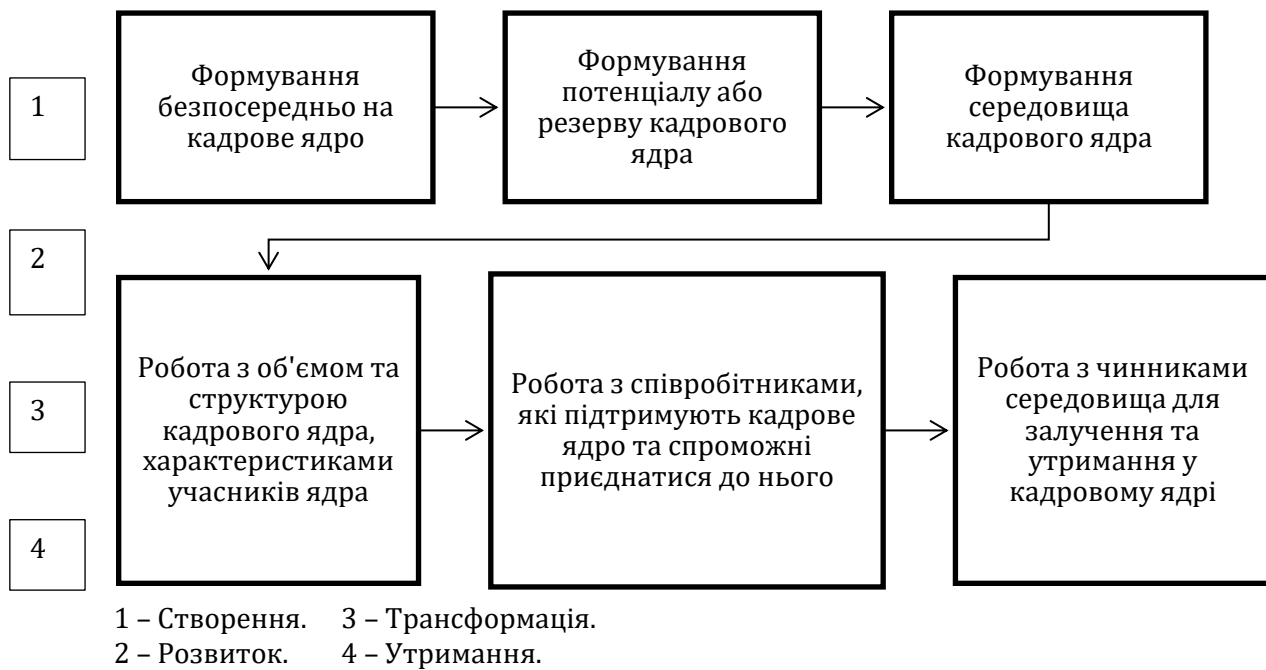 1
Формування
безпосередньо на
кадрове ядро
Формування
потенціалу або
резерву кадрового
ядра
Формування
середовища
кадрового ядра
2
3
4
Робота з об'ємом та
структурою
кадрового ядра,
характеристиками
учасників ядра
Робота з співробітниками,
які підтримують кадрове
ядро та спроможні
приєднатися до нього
Робота з чинниками
середовища для
залучення та
утримання у
кадровому ядрі
1 – Створення. 3 – Трансформація.
2 – Розвиток. 4 – Утримання.